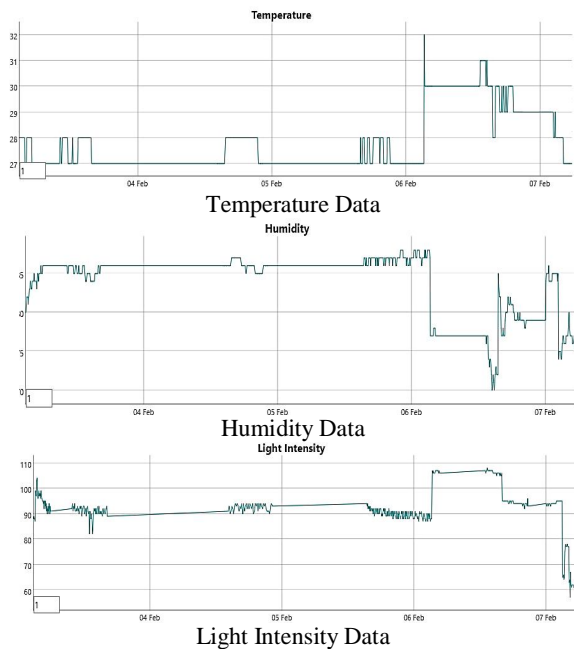 Temperature
32
31
30
29
28
27
1
04 Feb 05 Feb 06 Feb 07 Feb
Temperature Data
Humidity
1
04 Feb 05 Feb 06 Feb 07 Feb
Humidity Data
Light Intensity
110
100
90
80
70
60
1
04 Feb 05 Feb 06 Feb 07 Feb
Light Intensity Data